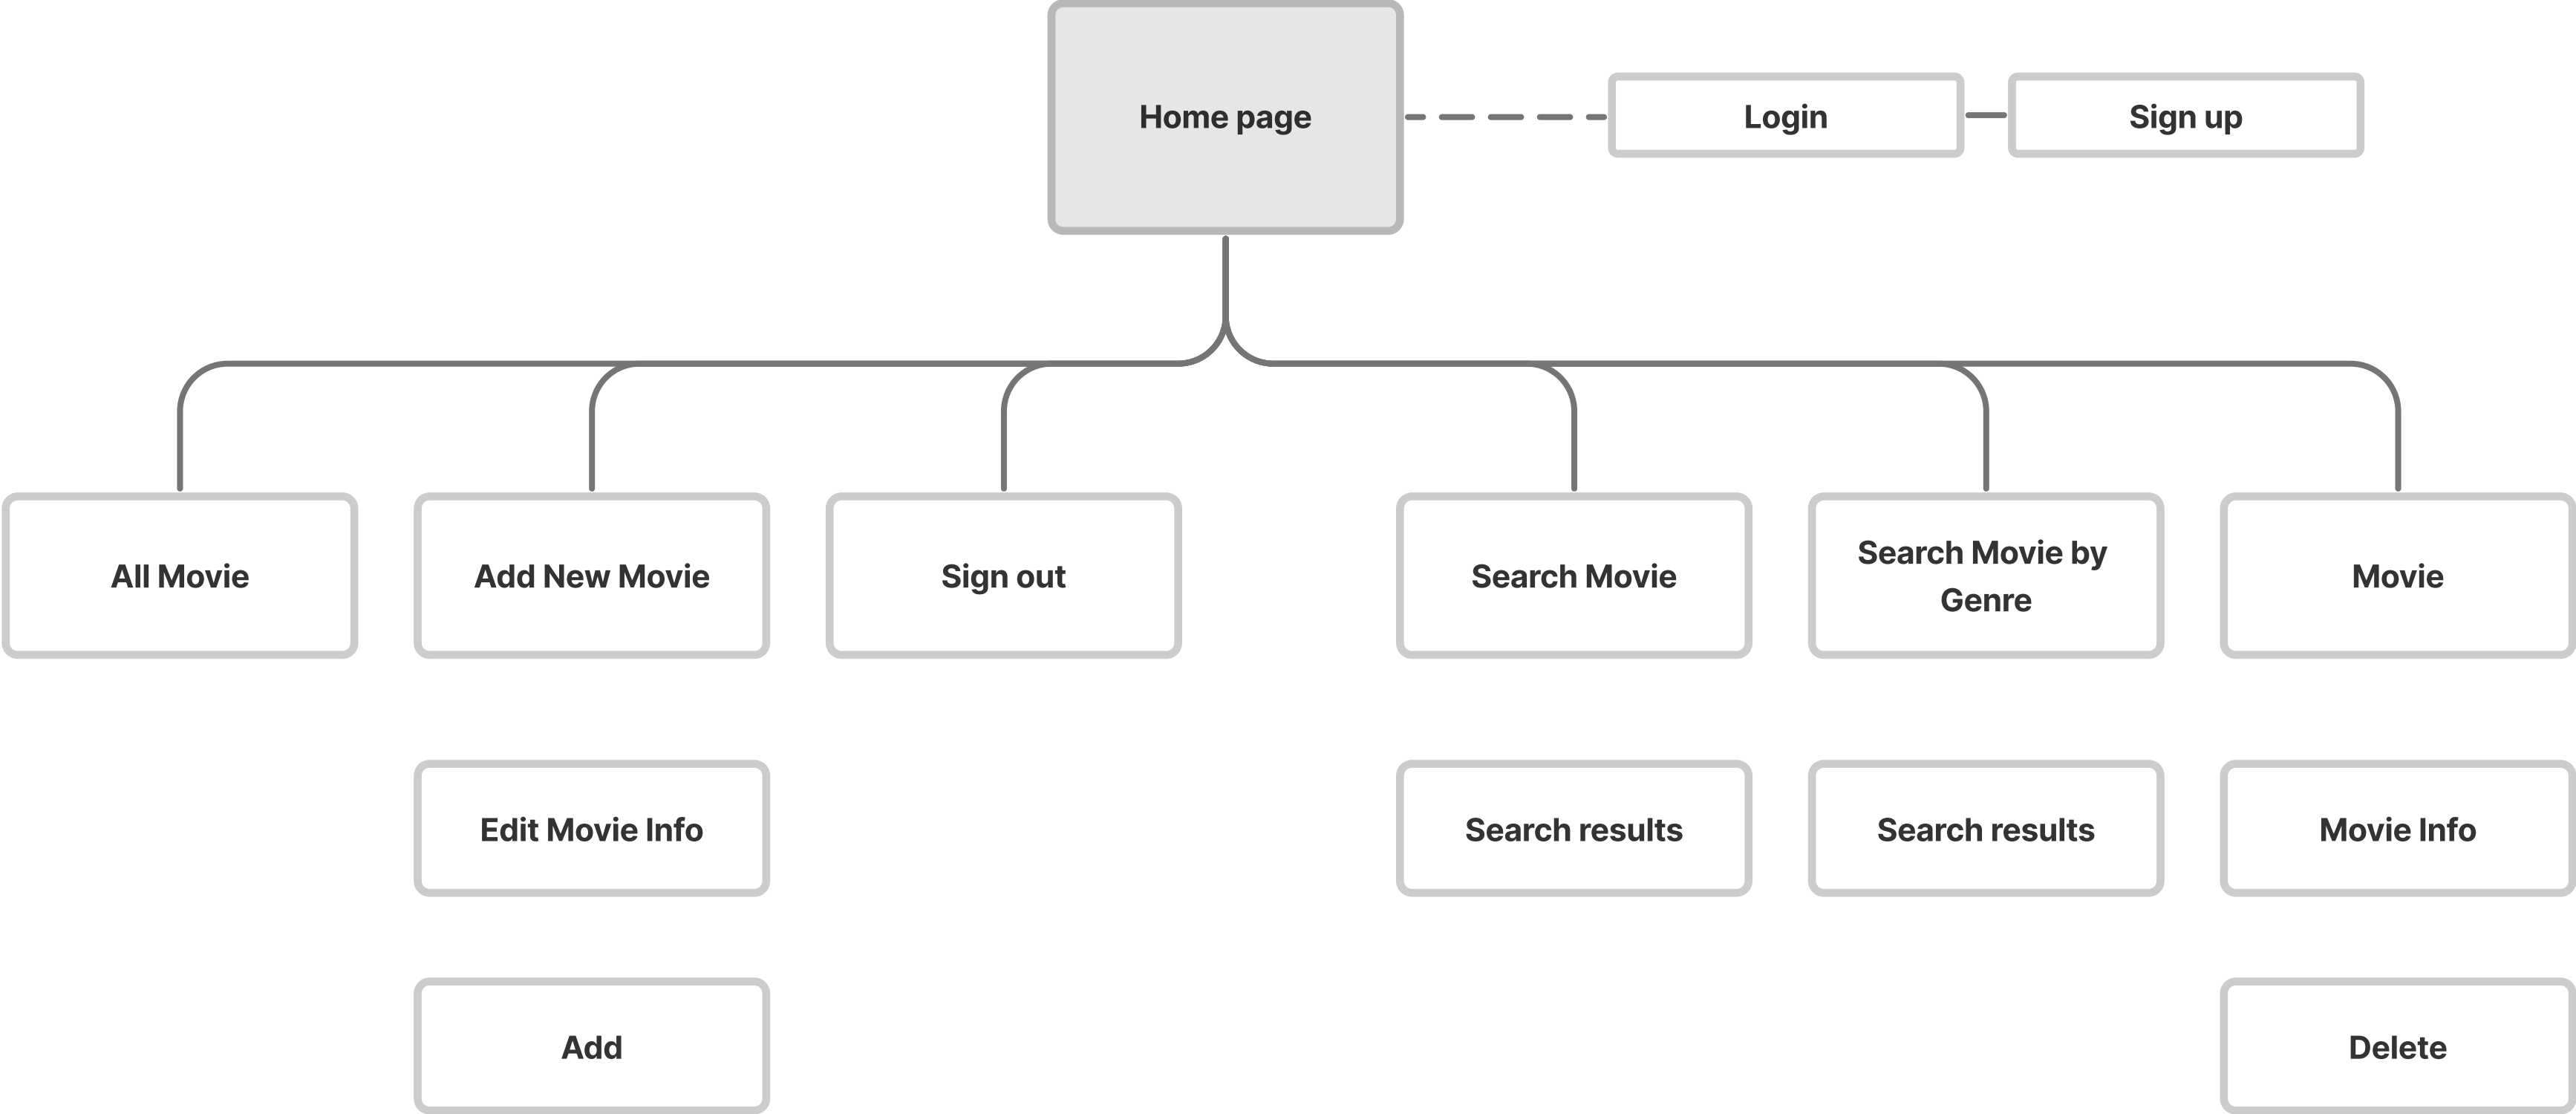 Home page
Login
Sign up
All Movie
Add New Movie
Sign out
Search Movie
Search Movie by
Genre
Movie
Edit Movie Info
Search results
Search results
Movie Info
Add
Delete